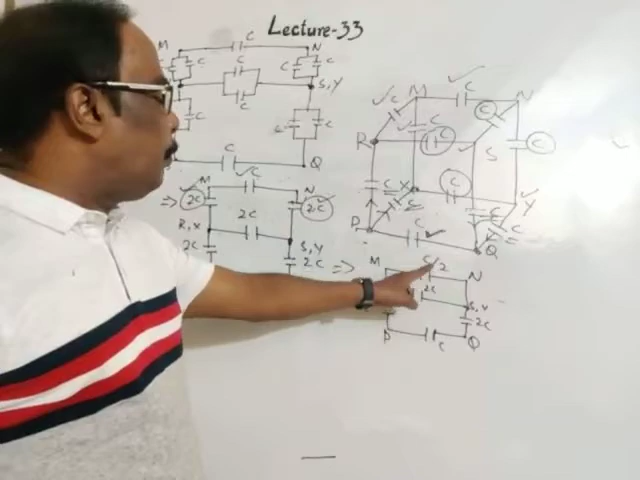 Lecture-33
M C N
C C C
C S,Y
C
C C
C Q
M C N
2C 2C
R,X 2C S,Y
2C 2C
M C N
C C C
R C C
S
C X C Y
C C C
P C Q
M C/2 N
2C S,Y
2C
P C Q